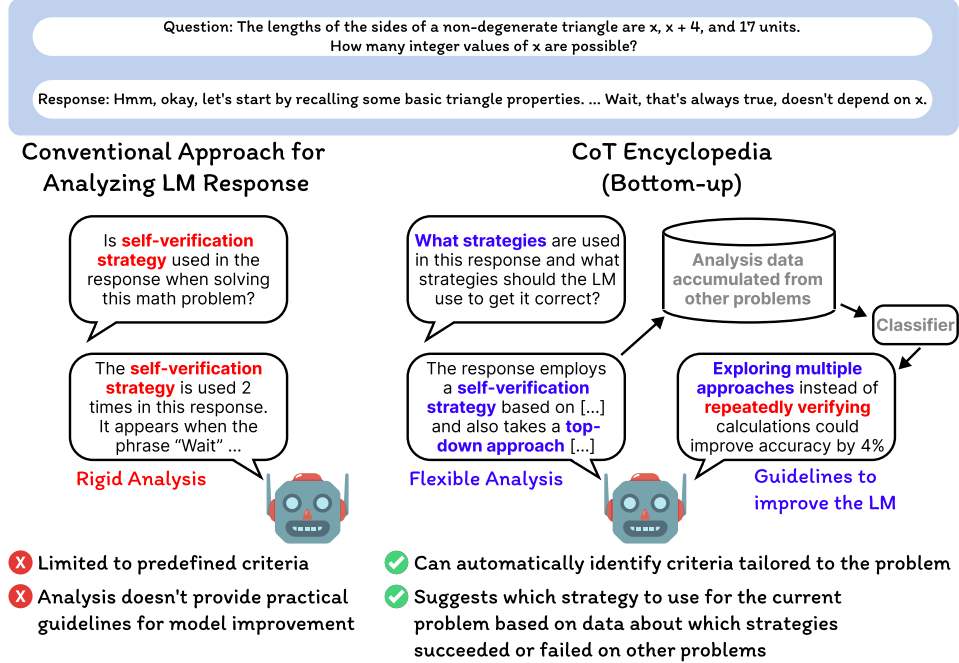 Question: The lengths of the sides of a non-degenerate triangle are x, x + 4, and 17 units.
How many integer values of x are possible?
Response: Hmm, okay, let's start by recalling some basic triangle properties. ... Wait, that's always true, doesn't depend on x.
Conventional Approach for
Analyzing LM Response
Is self-verification
strategy used in the
response when solving
this math problem?
The self-verification
strategy is used 2
times in this response.
It appears when the
phrase “Wait” ...
Rigid Analysis
X Limited to predefined criteria
X Analysis doesn't provide practical
guidelines for model improvement
CoT Encyclopedia
(Bottom-up)
What strategies are used
in this response and what
strategies should the LM
use to get it correct?
Analysis data
accumulated from
other problems
Classifier
The response employs
a self-verification
strategy based on [...]
and also takes a top-
down approach [...]
Flexible Analysis
Exploring multiple
approaches instead of
repeatedly verifying
calculations could
improve accuracy by 4%
Guidelines to
improve the LM
Can automatically identify criteria tailored to the problem
Suggests which strategy to use for the current
problem based on data about which strategies
succeeded or failed on other problems